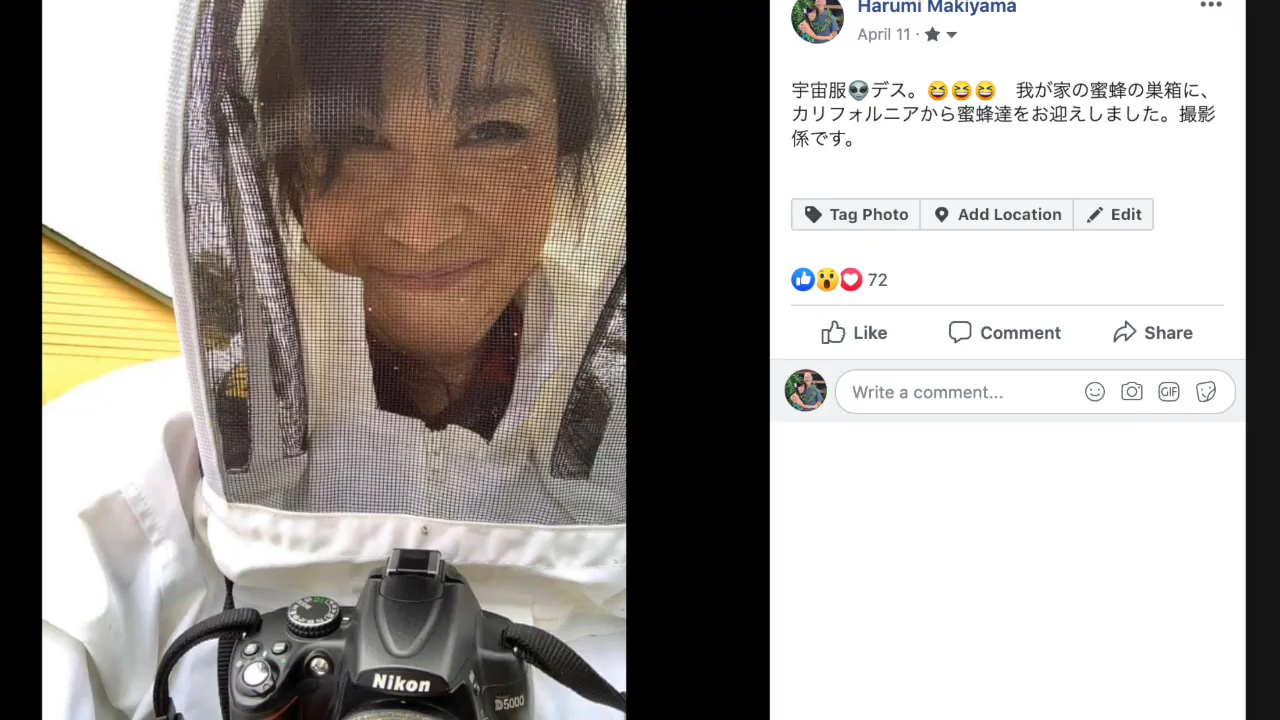 Harumi Makiyama
April 11 ·
宇宙服👽デス。😆😆😆　我が家の蜜蜂の巣箱に、
カリフォルニアから蜜蜂達をお迎えしました。撮影
係です。
Tag Photo Add Location Edit
72
Like Comment Share
Write a comment... GIF
Nikon
D5000